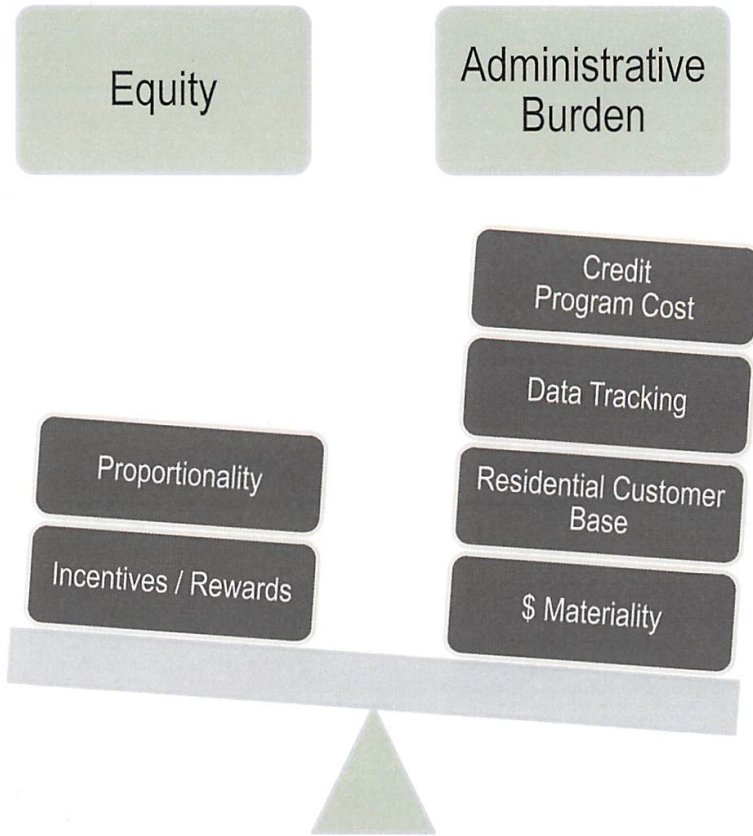 Equity
Administrative
Burden
Credit
Program Cost
Data Tracking
Residential Customer
Base
$ Materiality
Proportionality
Incentives / Rewards